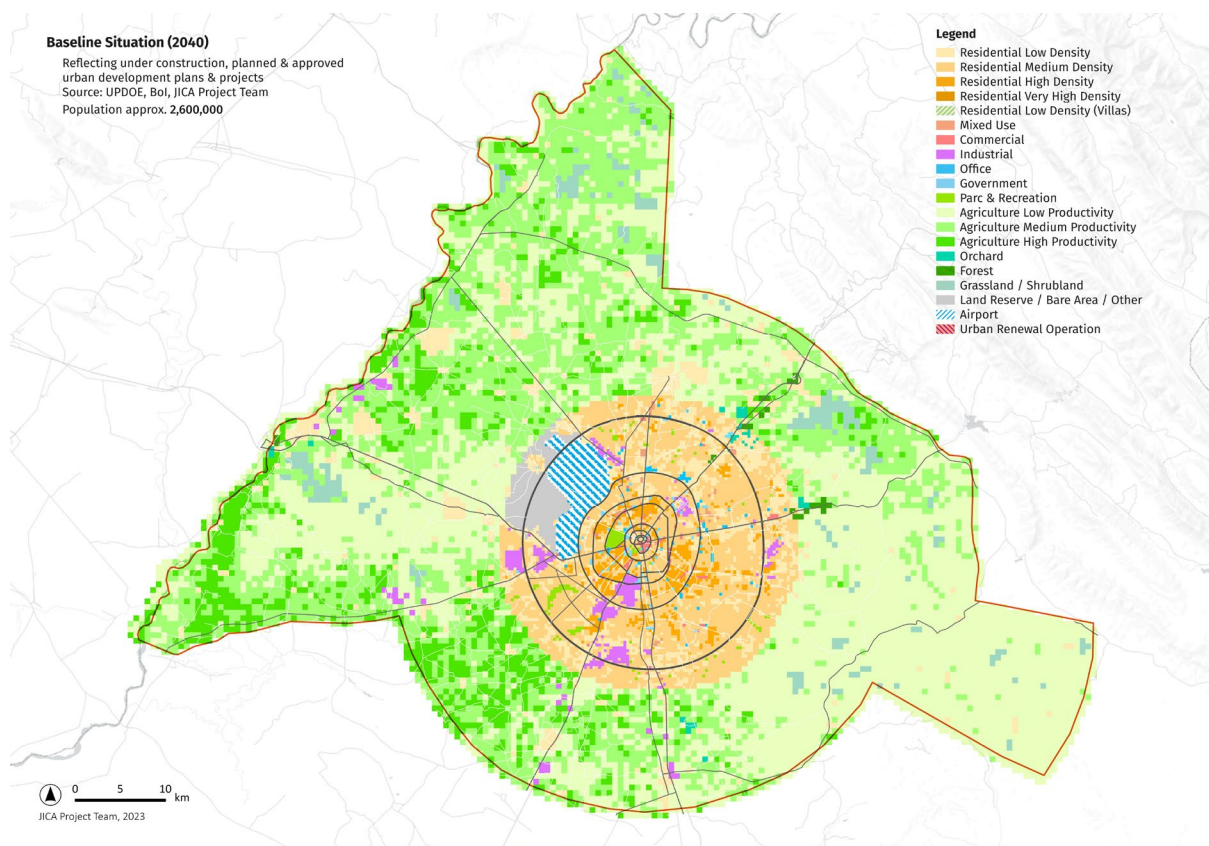 Baseline Situation (2040)
Reflecting under construction, planned & approved
urban development plans & projects
Source: UPDOE, BoI, JICA Project Team
Population approx. 2,600,000
Legend
Residential Low Density
Residential Medium Density
Residential High Density
Residential Very High Density
Residential Low Density (Villas)
Mixed Use
Commercial
Industrial
Office
Government
Parc & Recreation
Agriculture Low Productivity
Agriculture Medium Productivity
Agriculture High Productivity
Orchard
Forest
Grassland / Shrubland
Land Reserve / Bare Area / Other
Airport
Urban Renewal Operation
0 5 10 km
JICA Project Team, 2023